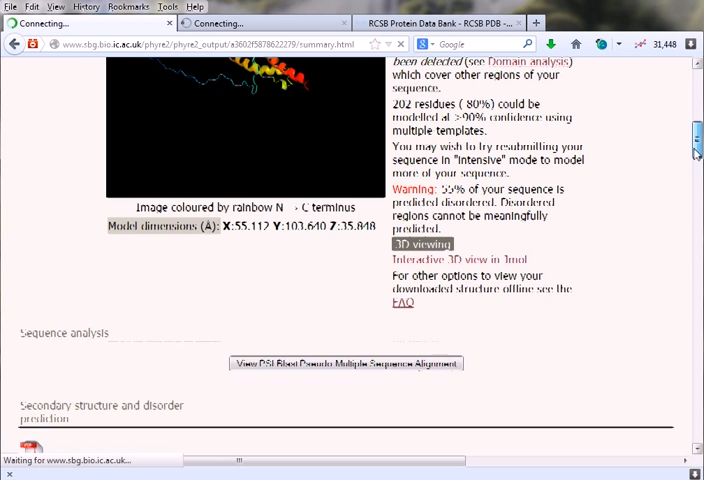 File Edit View History Bookmarks Tools Help
Connecting...
Connecting...
RCSB Protein Data Bank - RCSB PDB -...
www.sbg.bio.ic.ac.uk/phyre2/phyre2_output/a3602f5878622279/summary.html
Google
31,448
been detected (see Domain analysis)
which cover other regions of your
sequence.
202 residues ( 80%) could be
modelled at >90% confidence using
multiple templates.
You may wish to try resubmitting your
sequence in "intensive" mode to model
more of your sequence.
Warning: 55% of your sequence is
predicted disordered. Disordered
regions cannot be meaningfully
predicted.
Image coloured by rainbow N → C terminus
Model dimensions (Å): X:55.112 Y:103.640 Z:35.848
3D viewing
Interactive 3D view in Jmol
For other options to view your
downloaded structure offline see the
FAQ
Sequence analysis
View PSI-Blast Pseudo-Multiple Sequence Alignment
Secondary structure and disorder
prediction
Waiting for www.sbg.bio.ic.ac.uk...